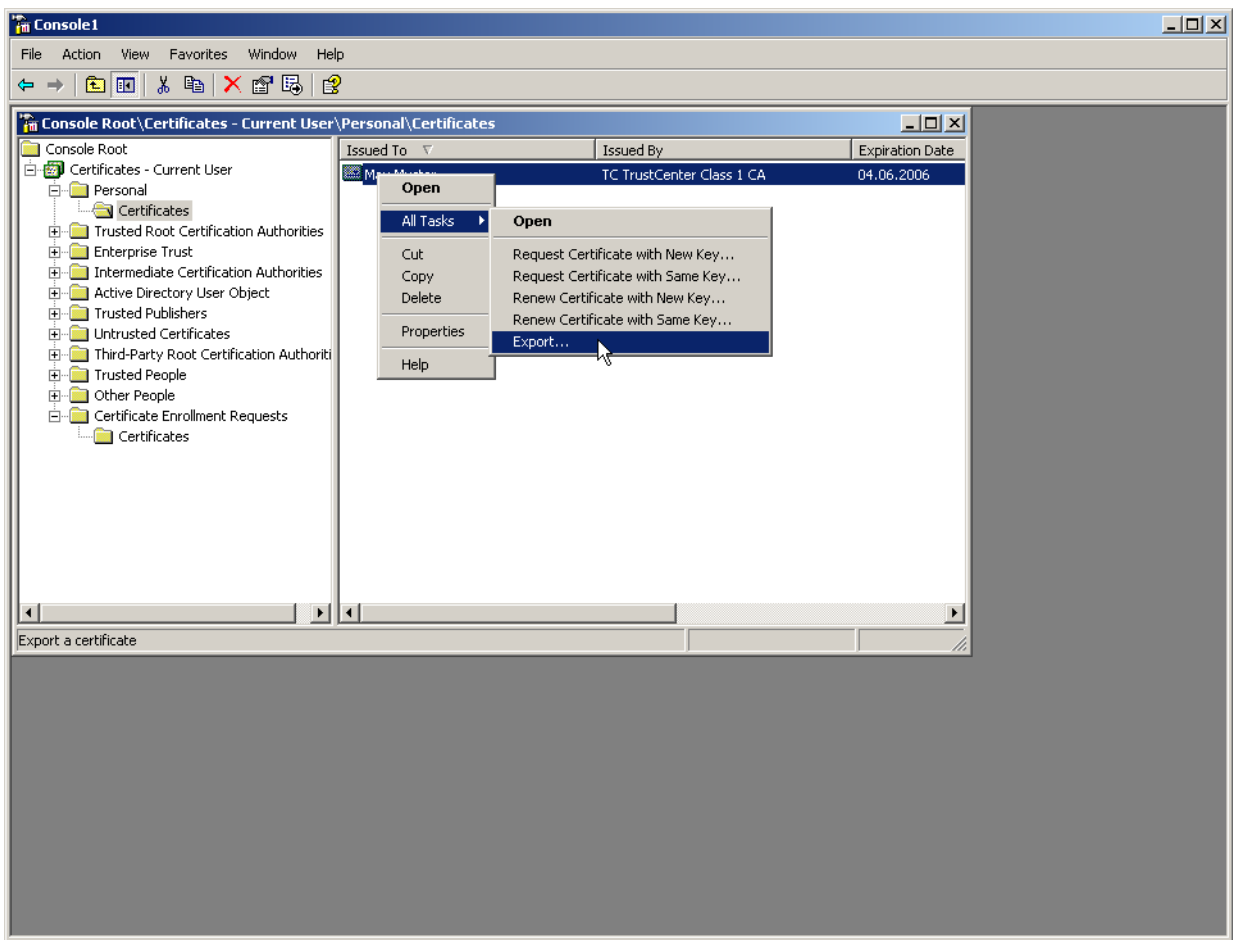 Console1
File Action View Favorites Window Help
Console Root\Certificates - Current User\Personal\Certificates
Console Root
Certificates - Current User
Personal
Certificates
Trusted Root Certification Authorities
Enterprise Trust
Intermediate Certification Authorities
Active Directory User Object
Trusted Publishers
Untrusted Certificates
Third-Party Root Certification Authoriti
Trusted People
Other People
Certificate Enrollment Requests
Certificates
Issued To Issued By Expiration Date
TC TrustCenter Class 1 CA 04.06.2006
Open
All Tasks
Cut
Copy
Delete
Properties
Help
Open
Request Certificate with New Key...
Request Certificate with Same Key...
Renew Certificate with New Key...
Renew Certificate with Same Key...
Export...
Export a certificate